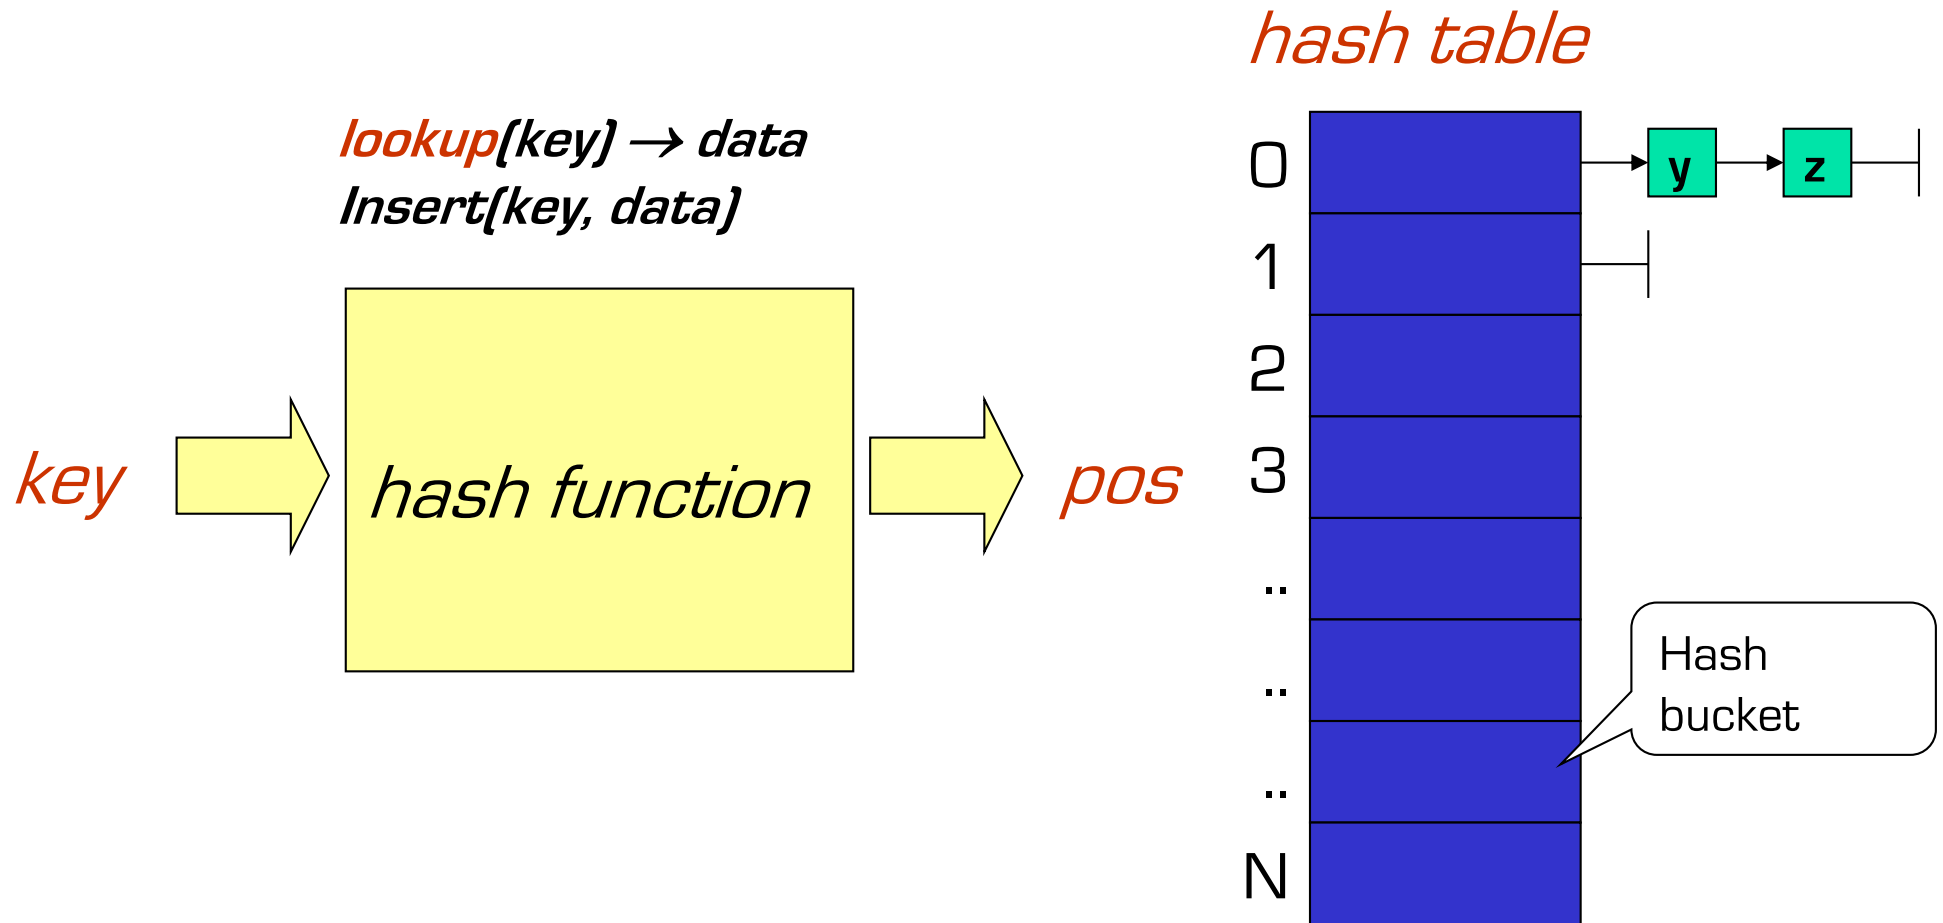 hash table
lookup(key) → data
Insert(key, data)
key
hash function
pos
0
y
z
1
2
3
..
..
..
N
Hash
bucket